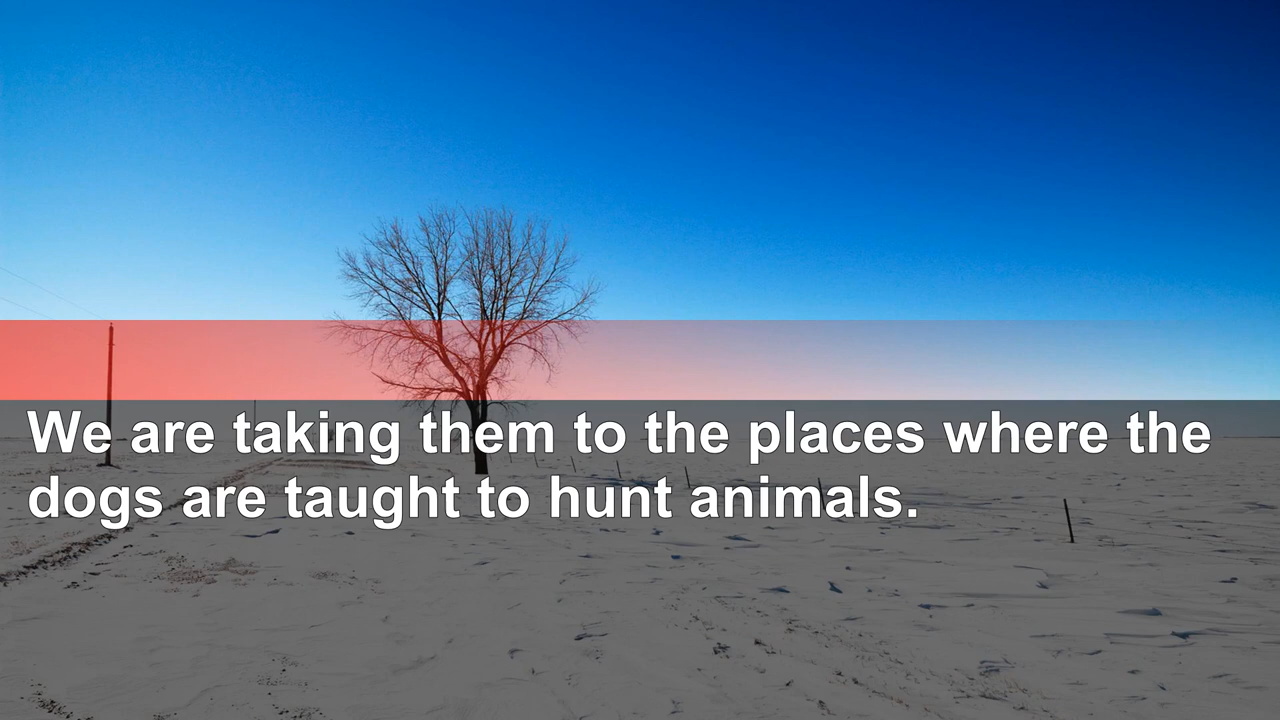 We are taking them to the places where the
dogs are taught to hunt animals.